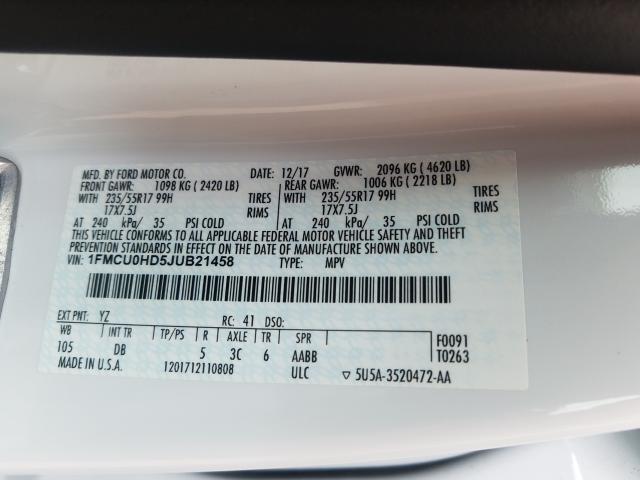 MFD. BY FORD MOTOR CO. DATE: 12/17 GVWR: 2096 KG ( 4620 LB)
FRONT GAWR: 1098 KG ( 2420 LB) REAR GAWR: 1006 KG ( 2218 LB)
WITH 235/55R17 99H TIRES WITH 235/55R17 99H TIRES
17X7.5J RIMS 17X7.5J RIMS
AT 240 kPa/ 35 PSI COLD AT 240 kPa/ 35 PSI COLD
THIS VEHICLE CONFORMS TO ALL APPLICABLE FEDERAL MOTOR VEHICLE SAFETY AND THEFT
PREVENTION STANDARDS IN EFFECT ON THE DATE OF MANUFACTURE SHOWN ABOVE.
VIN: 1FMCU0HD5JUB21458 TYPE: MPV
EXT PNT: YZ RC: 41 DSO:
WB INT TR TP/PS R AXLE TR SPR F0091
105 DB 5 3C 6 AABB T0263
MADE IN U.S.A. 1201712110808 ULC 5U5A-3520472-AA